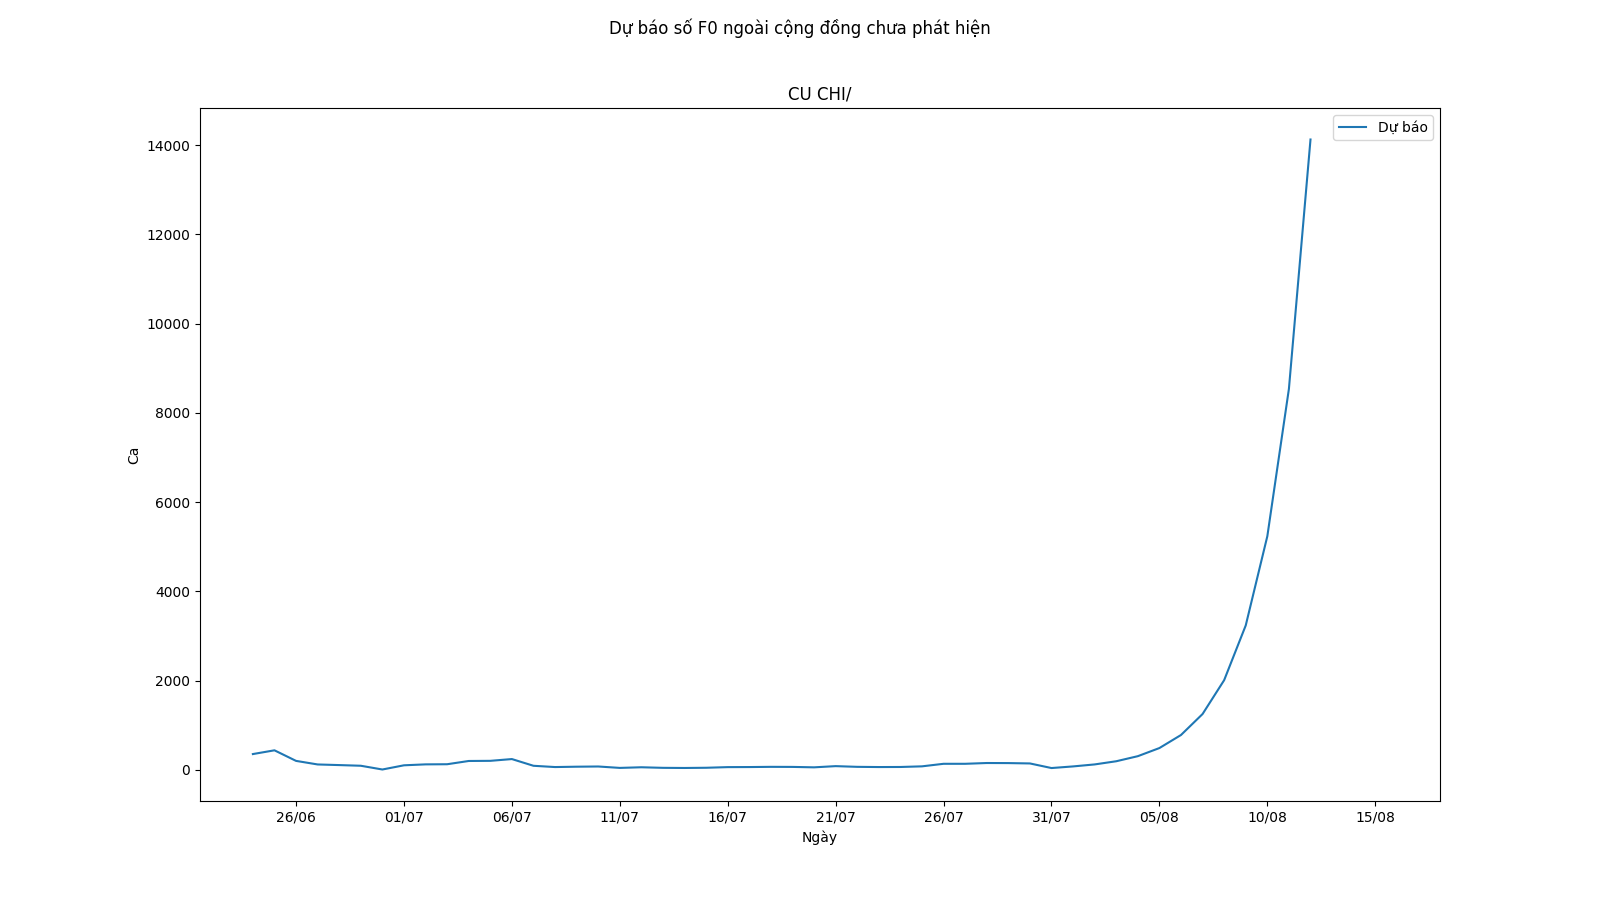 Dự báo số F0 ngoài cộng đồng chưa phát hiện
CU CHI/
Dự báo
14000
12000
10000
8000
6000
4000
2000
0
Ca
26/06 01/07 06/07 11/07 16/07 21/07 26/07 31/07 05/08 10/08 15/08
Ngày